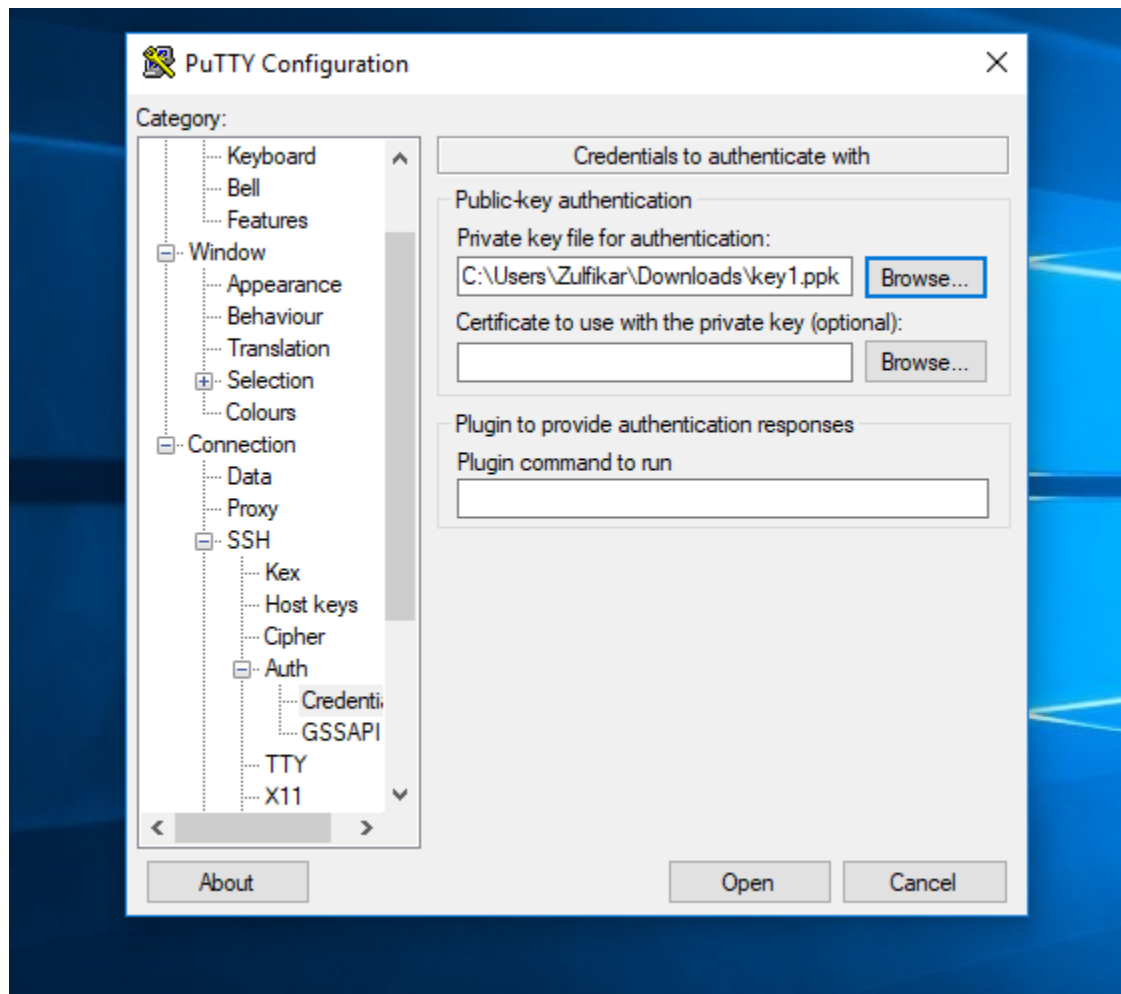 PuTTY Configuration
Category:
Keyboard
Bell
Features
Window
Appearance
Behaviour
Translation
Selection
Colours
Connection
Data
Proxy
SSH
Kex
Host keys
Cipher
Auth
Credenti
GSSAPI
TTY
X11
Credentials to authenticate with
Public-key authentication
Private key file for authentication:
C:\Users\Zulfikar\Downloads\key1.ppk Browse...
Certificate to use with the private key (optional):
Browse...
Plugin to provide authentication responses
Plugin command to run
About Open Cancel